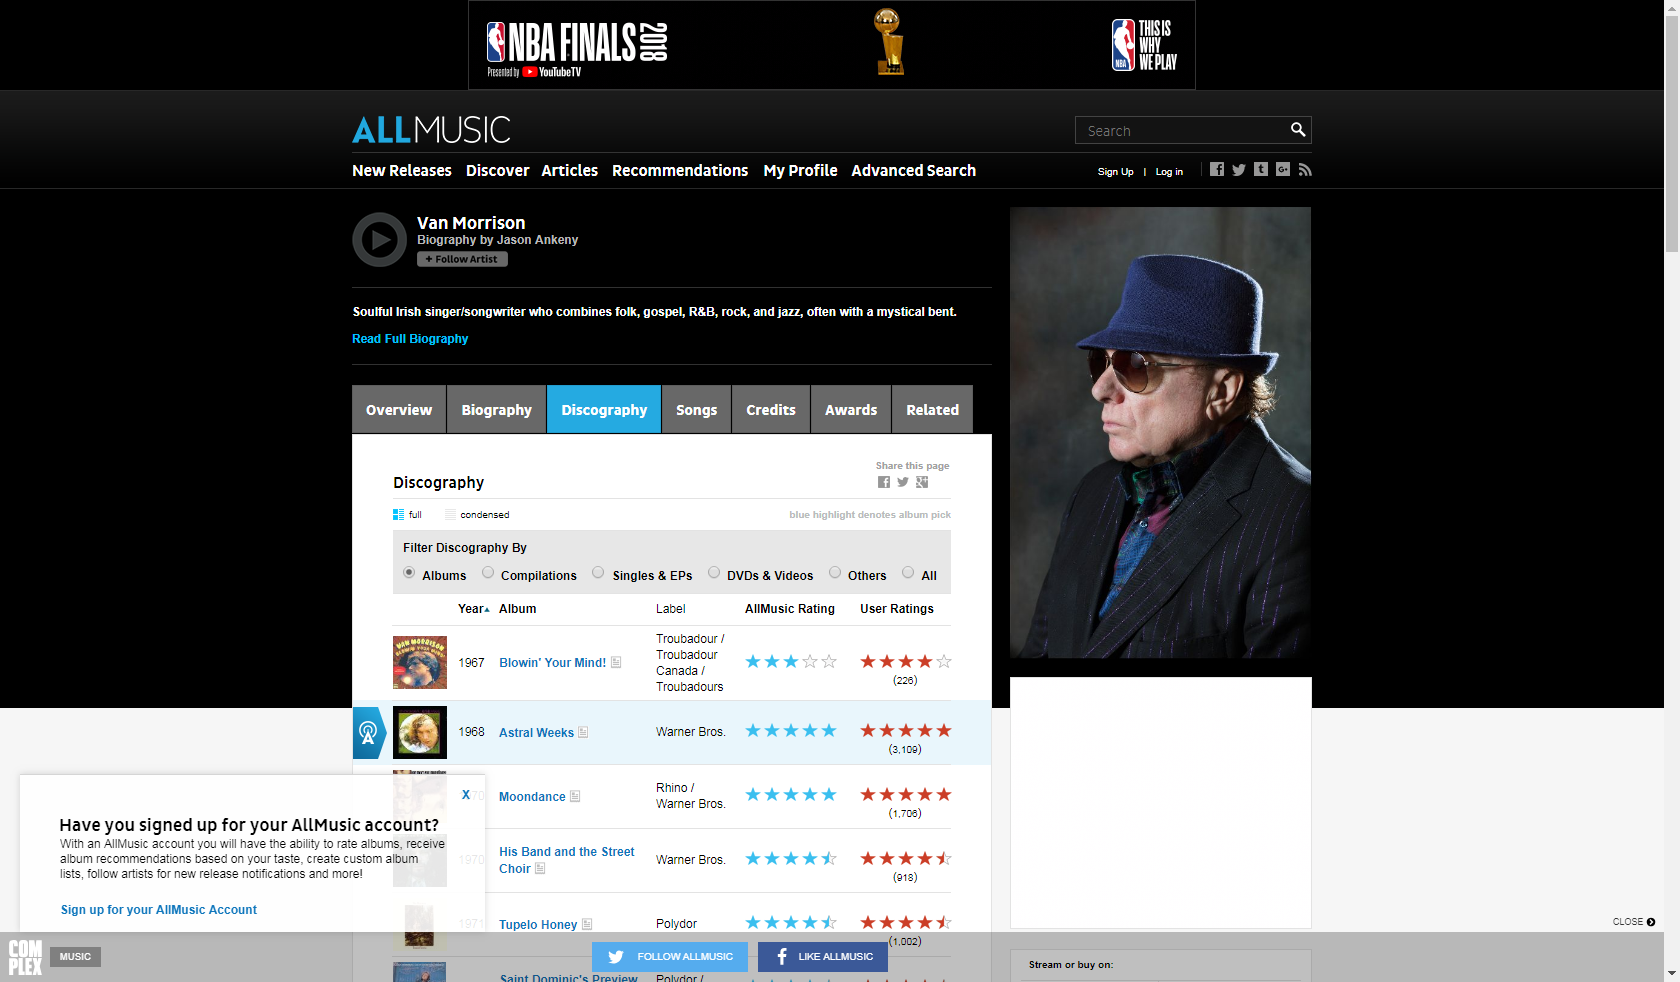 NBA FINALS 2018
Presented by YouTubeTV
NBA
THIS IS
WHY
WE PLAY
ALLMUSIC
Search
New Releases Discover Articles Recommendations My Profile Advanced Search
Sign Up | Log in
Van Morrison
Biography by Jason Ankeny
+ Follow Artist
Soulful Irish singer/songwriter who combines folk, gospel, R&B, rock, and jazz, often with a mystical bent.
Read Full Biography
Overview Biography Discography Songs Credits Awards Related
Share this page
Discography
full condensed blue highlight denotes album pick
Filter Discography By
Albums Compilations Singles & EPs DVDs & Videos Others All
Year Album Label AllMusic Rating User Ratings
VAN MORRISON
BLOWIN' YOUR MIND!
1967 Blowin' Your Mind!
Troubadour /
Troubadour
Canada /
Troubadours
(226)
1968 Astral Weeks Warner Bros.
(3,109)
1970 Moondance
Rhino /
Warner Bros.
(1,706)
1970 His Band and the Street
Choir
Warner Bros.
(918)
1971 Tupelo Honey Polydor
(1,002)
Saint Dominic's Preview Polydor /
X
Have you signed up for your AllMusic account?
With an AllMusic account you will have the ability to rate albums, receive
album recommendations based on your taste, create custom album
lists, follow artists for new release notifications and more!
Sign up for your AllMusic Account
CLOSE
COM
PLEX
MUSIC
FOLLOW ALLMUSIC
LIKE ALLMUSIC
Stream or buy on: